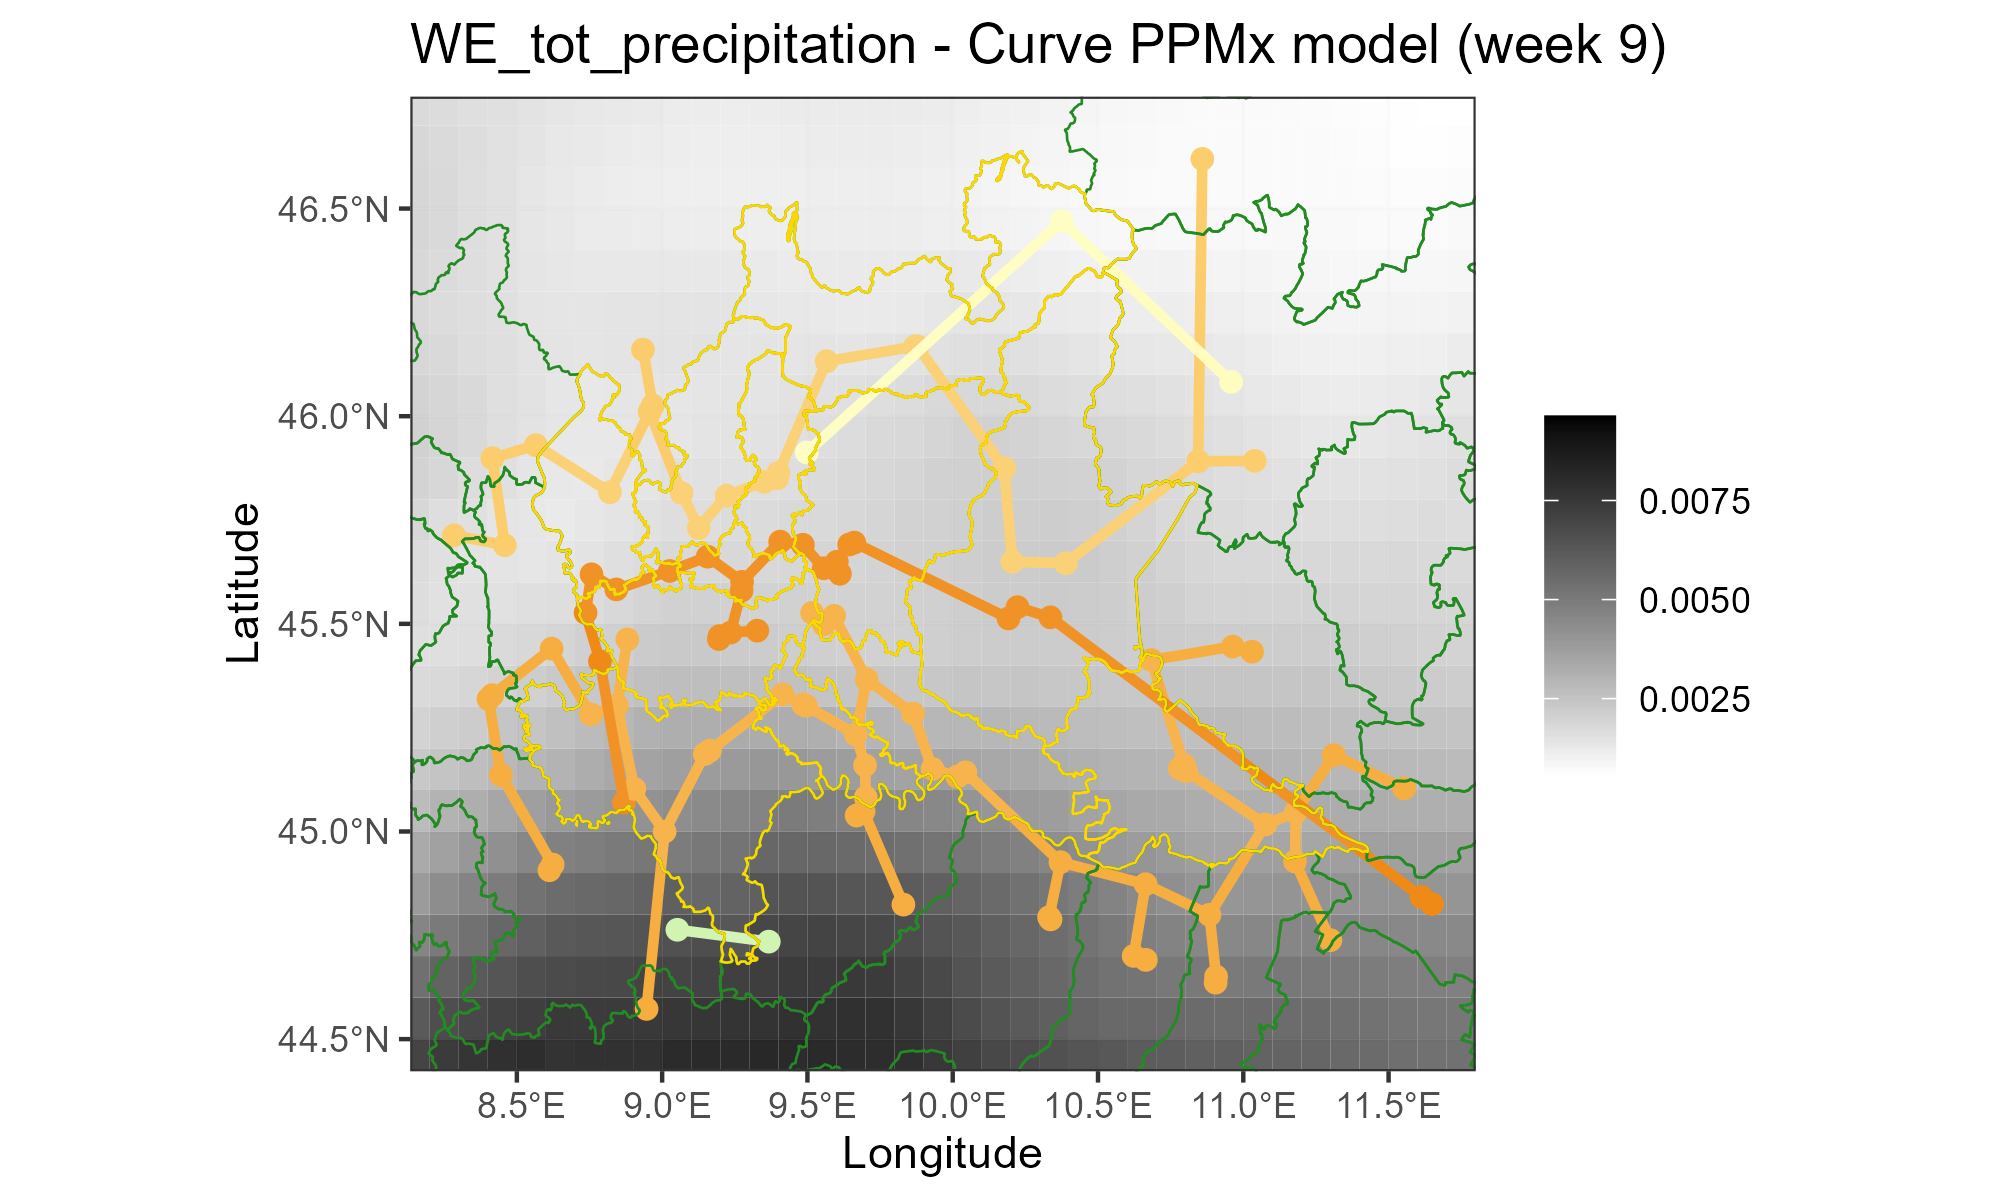 WE_tot_precipitation - Curve PPMx model (week 9)
46.5°N
46.0°N
45.5°N
45.0°N
44.5°N
Latitude
8.5°E 9.0°E 9.5°E 10.0°E 10.5°E 11.0°E 11.5°E
Longitude
0.0075
0.0050
0.0025